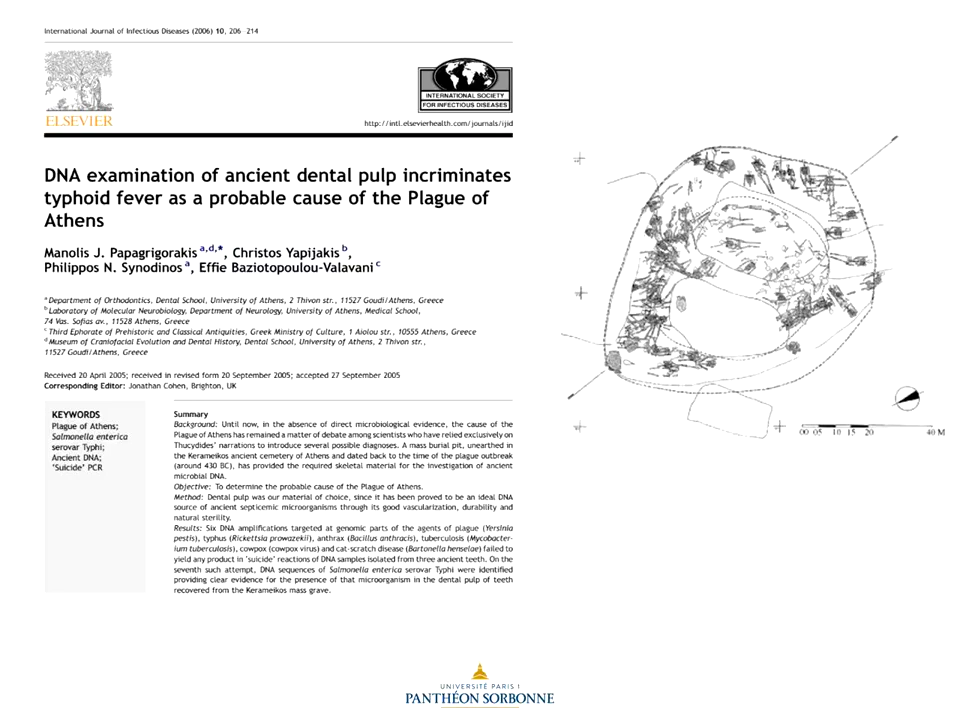 International Journal of Infectious Diseases (2006) 10, 206–214
ELSEVIER
INTERNATIONAL SOCIETY
FOR INFECTIOUS DISEASES
http://intl.elsevierhealth.com/journals/ijid
DNA examination of ancient dental pulp incriminates
typhoid fever as a probable cause of the Plague of
Athens
Manolis J. Papagrigorakis a,d,*, Christos Yapijakis b,
Philippos N. Synodinos a, Effie Baziotopoulou-Valavani c
a Department of Orthodontics, Dental School, University of Athens, 2 Thivon str., 11527 Goudi/Athens, Greece
b Laboratory of Molecular Neurobiology, Department of Neurology, University of Athens, Medical School,
74 Vas. Sofias av., 11528 Athens, Greece
c Third Ephorate of Prehistoric and Classical Antiquities, Greek Ministry of Culture, 1 Aiolou str., 10555 Athens, Greece
d Museum of Craniofacial Evolution and Dental History, Dental School, University of Athens, 2 Thivon str.,
11527 Goudi/Athens, Greece
Received 20 April 2005; received in revised form 20 September 2005; accepted 27 September 2005
Corresponding Editor: Jonathan Cohen, Brighton, UK
KEYWORDS
Plague of Athens;
Salmonella enterica
serovar Typhi;
Ancient DNA;
'Suicide' PCR
Summary
Background: Until now, in the absence of direct microbiological evidence, the cause of the
Plague of Athens has remained a matter of debate among scientists who have relied exclusively on
Thucydides' narrations to introduce several possible diagnoses. A mass burial pit, unearthed in
the Kerameikos ancient cemetery of Athens and dated back to the time of the plague outbreak
(around 430 BC), has provided the required skeletal material for the investigation of ancient
microbial DNA.
Objective: To determine the probable cause of the Plague of Athens.
Method: Dental pulp was our material of choice, since it has been proved to be an ideal DNA
source of ancient septicemic microorganisms through its good vascularization, durability and
natural sterility.
Results: Six DNA amplifications targeted at genomic parts of the agents of plague (Yersinia
pestis), typhus (Rickettsia prowazekii), anthrax (Bacillus anthracis), tuberculosis (Mycobacter-
ium tuberculosis), cowpox (cowpox virus) and cat-scratch disease (Bartonella henselae) failed to
yield any product in 'suicide' reactions of DNA samples isolated from three ancient teeth. On the
seventh such attempt, DNA sequences of Salmonella enterica serovar Typhi were identified
providing clear evidence for the presence of that microorganism in the dental pulp of teeth
recovered from the Kerameikos mass grave.
00 05 10 15 20 40 M
UNIVERSITÉ PARIS 1
PANTHÉON SORBONNE